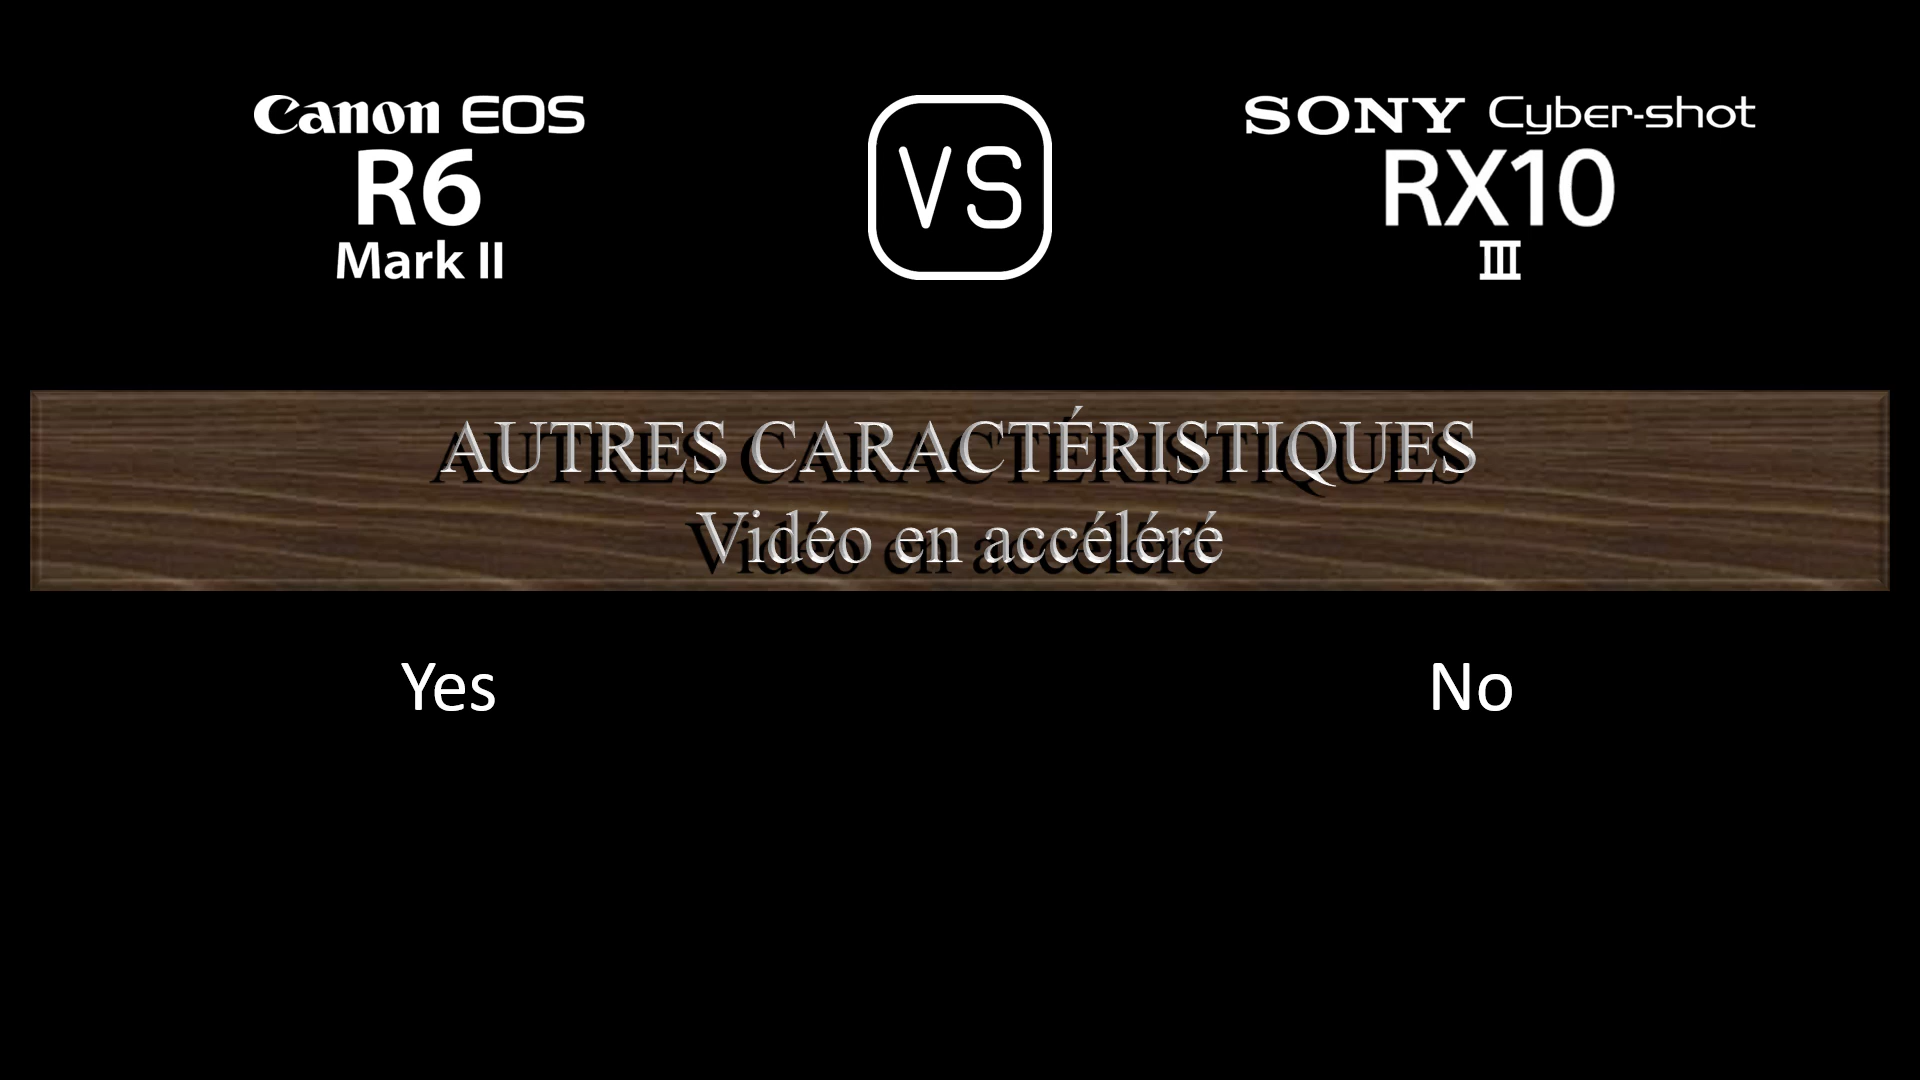 Canon EOS
R6
Mark II
VS
SONY Cyber-shot
RX10
III
AUTRES CARACTÉRISTIQUES
Vidéo en accéléré
Yes
No